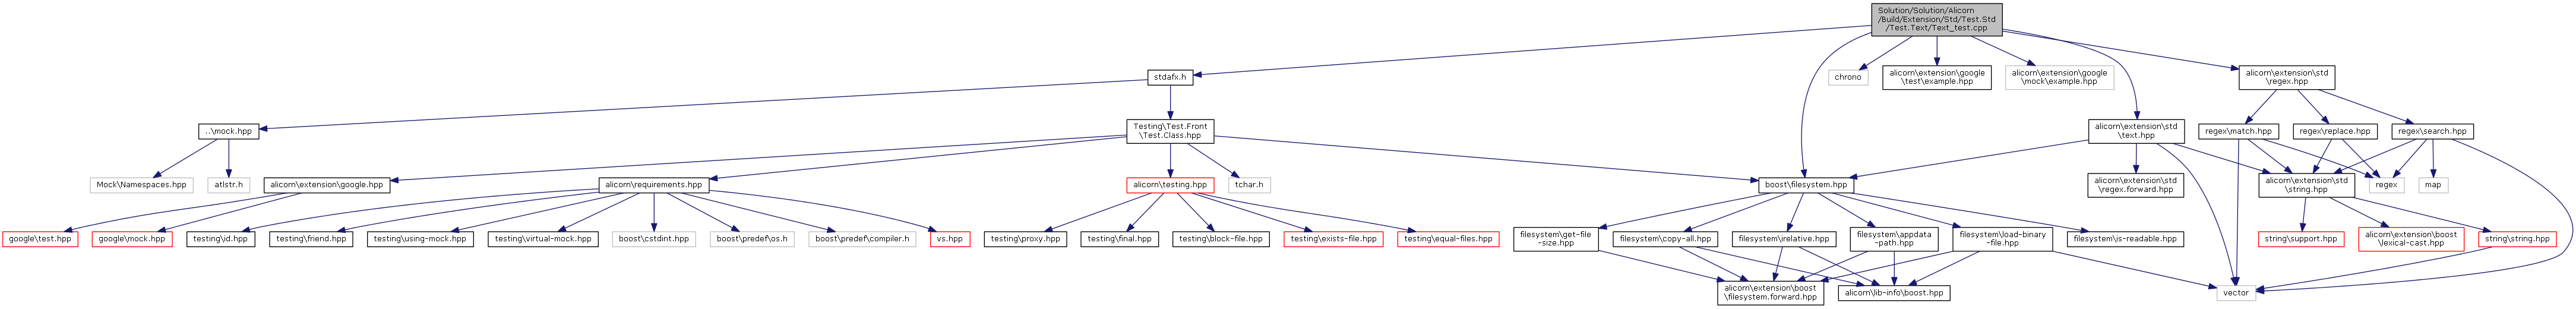 Solution/Solution/Alicorn
/Build/Extension/Std/Test.Std
/Test.Text/Text_test.cpp
stdafx.h
chrono
alicorn\extension\google
\test\example.hpp
alicorn\extension\google
\mock\example.hpp
alicorn\extension\std
\regex.hpp
..\mock.hpp
Testing\Test.Front
\Test.Class.hpp
alicorn\extension\std
\text.hpp
regex\match.hpp
regex\replace.hpp
regex\search.hpp
Mock\Namespaces.hpp
atlstr.h
alicorn\extension\google.hpp
alicorn\requirements.hpp
alicorn\testing.hpp
tchar.h
boost\filesystem.hpp
alicorn\extension\std
\regex.forward.hpp
alicorn\extension\std
\string.hpp
regex
map
google\test.hpp
google\mock.hpp
testing\id.hpp
testing\friend.hpp
testing\using-mock.hpp
testing\virtual-mock.hpp
boost\cstdint.hpp
boost\predef\os.h
boost\predef\compiler.h
vs.hpp
testing\proxy.hpp
testing\final.hpp
testing\block-file.hpp
testing\exists-file.hpp
testing\equal-files.hpp
filesystem\get-file
-size.hpp
filesystem\copy-all.hpp
filesystem\relative.hpp
filesystem\appdata
-path.hpp
filesystem\load-binary
-file.hpp
filesystem\is-readable.hpp
string\support.hpp
alicorn\extension\boost
\lexical-cast.hpp
string\string.hpp
alicorn\extension\boost
\filesystem.forward.hpp
alicorn\lib-info\boost.hpp
vector